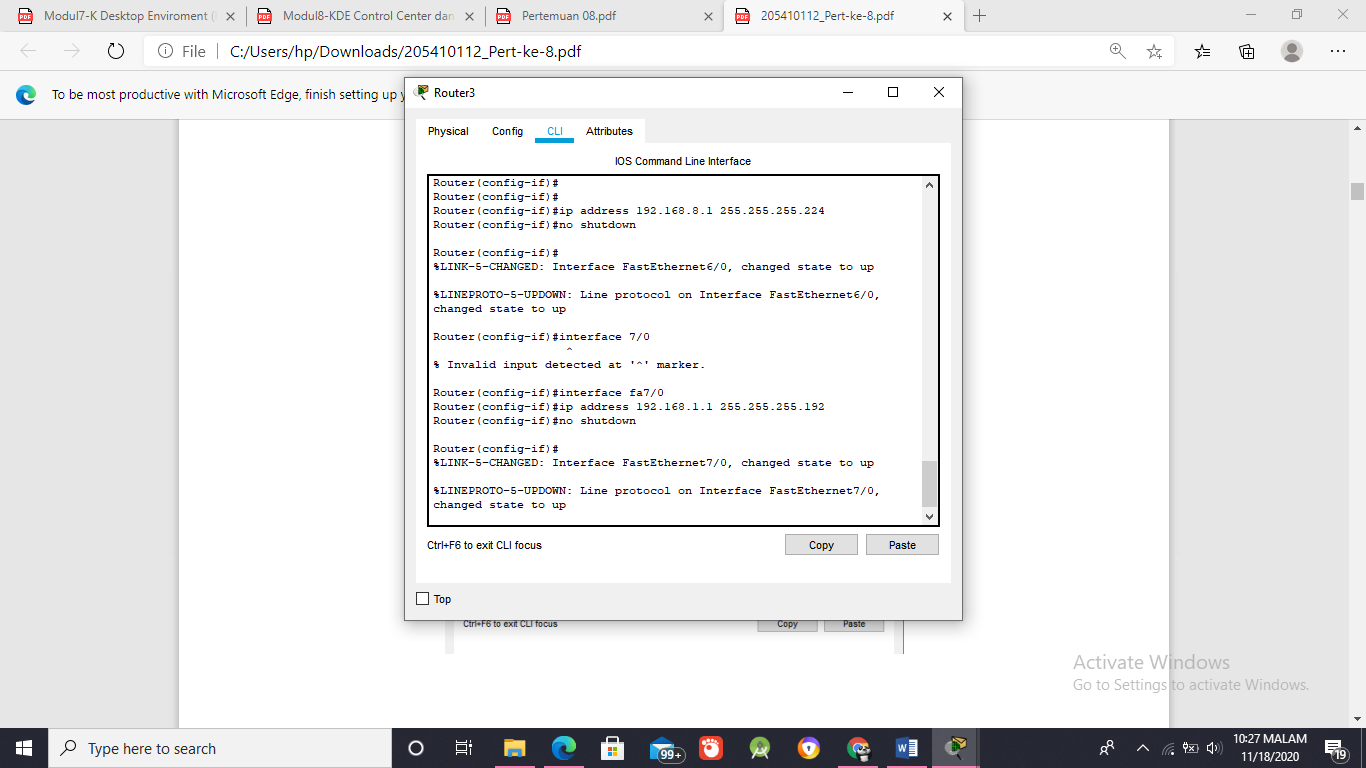 Modul7-K Desktop Enviroment (
Modul8-KDE Control Center dan
Pertemuan 08.pdf
205410112_Pert-ke-8.pdf
File
C:/Users/hp/Downloads/205410112_Pert-ke-8.pdf
To be most productive with Microsoft Edge, finish setting up y
Router3
Physical
Config
CLI
Attributes
IOS Command Line Interface
Router(config-if)#
Router(config-if)#
Router(config-if)#ip address 192.168.8.1 255.255.255.224
Router(config-if)#no shutdown
Router(config-if)#
%LINK-5-CHANGED: Interface FastEthernet6/0, changed state to up
%LINEPROTO-5-UPDOWN: Line protocol on Interface FastEthernet6/0,
changed state to up
Router(config-if)#interface 7/0
^
% Invalid input detected at '^' marker.
Router(config-if)#interface fa7/0
Router(config-if)#ip address 192.168.1.1 255.255.255.192
Router(config-if)#no shutdown
Router(config-if)#
%LINK-5-CHANGED: Interface FastEthernet7/0, changed state to up
%LINEPROTO-5-UPDOWN: Line protocol on Interface FastEthernet7/0,
changed state to up
Ctrl+F6 to exit CLI focus
Copy
Paste
Top
Ctrl+F6 to exit CLI focus
Copy
Paste
Activate Windows
Go to Settings to activate Windows.
Type here to search
99+
10:27 MALAM
11/18/2020
19